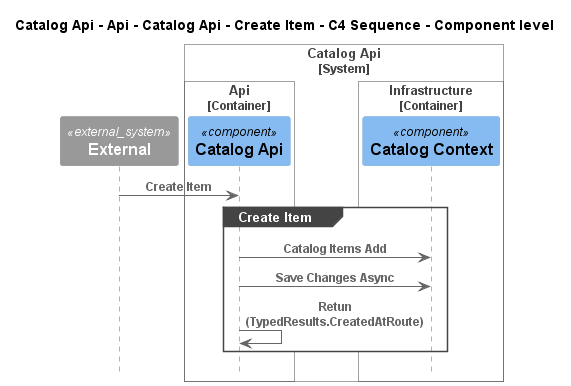 Catalog Api - Api - Catalog Api - Create Item - C4 Sequence - Component level
Catalog Api
[System]
Api
[Container]
Infrastructure
[Container]
«external_system»
External
«component»
Catalog Api
«component»
Catalog Context
Create Item
Create Item
Catalog Items Add
Save Changes Async
Retun
(TypedResults.CreatedAtRoute)